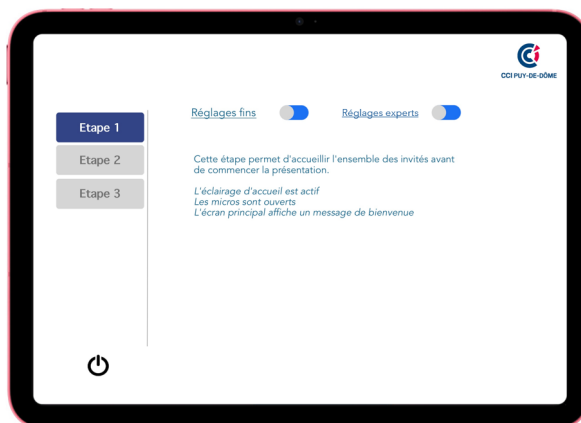 CCI PUY-DE-DÔME
Réglages fins
Réglages experts
Etape 1
Etape 2
Etape 3
Cette étape permet d'accueillir l'ensemble des invités avant
de commencer la présentation.
L'éclairage d'accueil est actif
Les micros sont ouverts
L'écran principal affiche un message de bienvenue